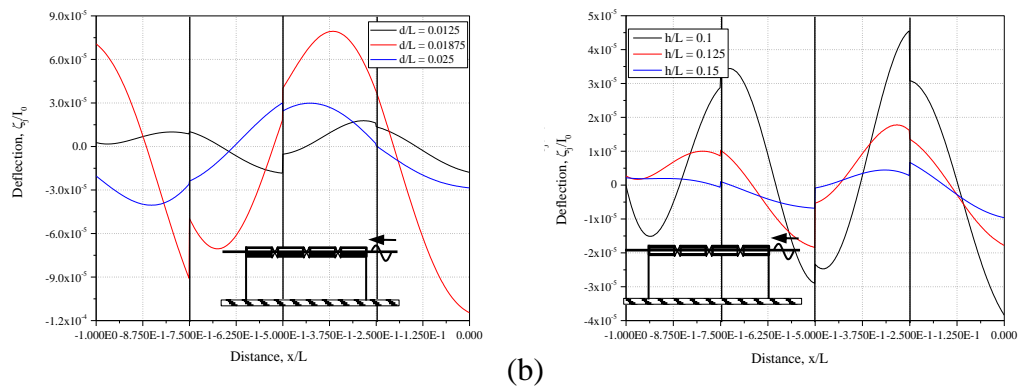 9.0x10⁻⁵
6.0x10⁻⁵
3.0x10⁻⁵
0.0
-3.0x10⁻⁵
-6.0x10⁻⁵
-9.0x10⁻⁵
-1.2x10⁻⁴
Deflection, ζⱼ/I₀
d/L = 0.0125
d/L = 0.01875
d/L = 0.025
-1.000E0 -8.750E-1 -7.500E-1 -6.250E-1 -5.000E-1 -3.750E-1 -2.500E-1 -1.250E-1 0.000
Distance, x/L
(b)
5x10⁻⁵
4x10⁻⁵
3x10⁻⁵
2x10⁻⁵
1x10⁻⁵
0
-1x10⁻⁵
-2x10⁻⁵
-3x10⁻⁵
-4x10⁻⁵
Deflection, ζⱼ/I₀
h/L = 0.1
h/L = 0.125
h/L = 0.15
-1.000E0 -8.750E-1 -7.500E-1 -6.250E-1 -5.000E-1 -3.750E-1 -2.500E-1 -1.250E-1 0.000
Distance, x/L